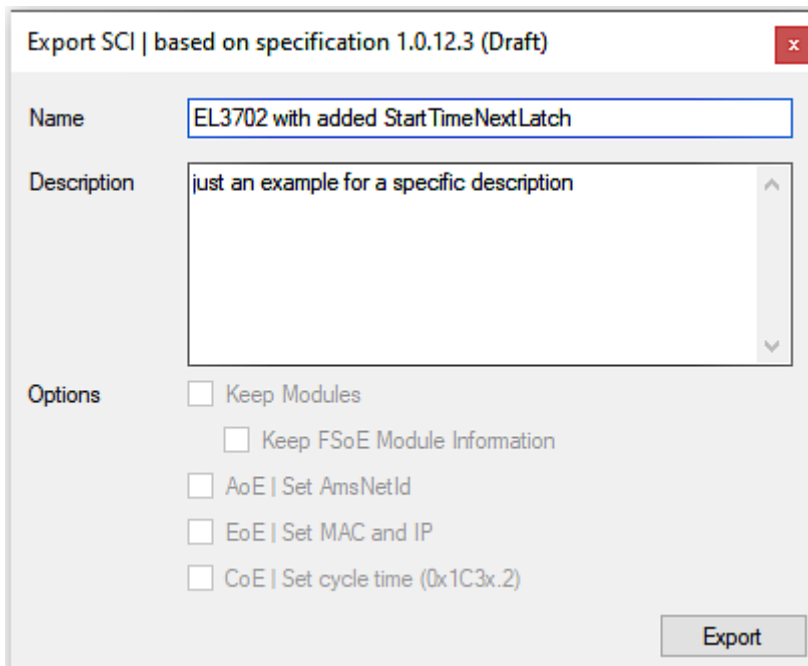 Export SCI | based on specification 1.0.12.3 (Draft)
x
Name
EL3702 with added StartTimeNextLatch
Description
just an example for a specific description
Options
Keep Modules
Keep FSoE Module Information
AoE | Set AmsNetId
EoE | Set MAC and IP
CoE | Set cycle time (0x1C3x.2)
Export